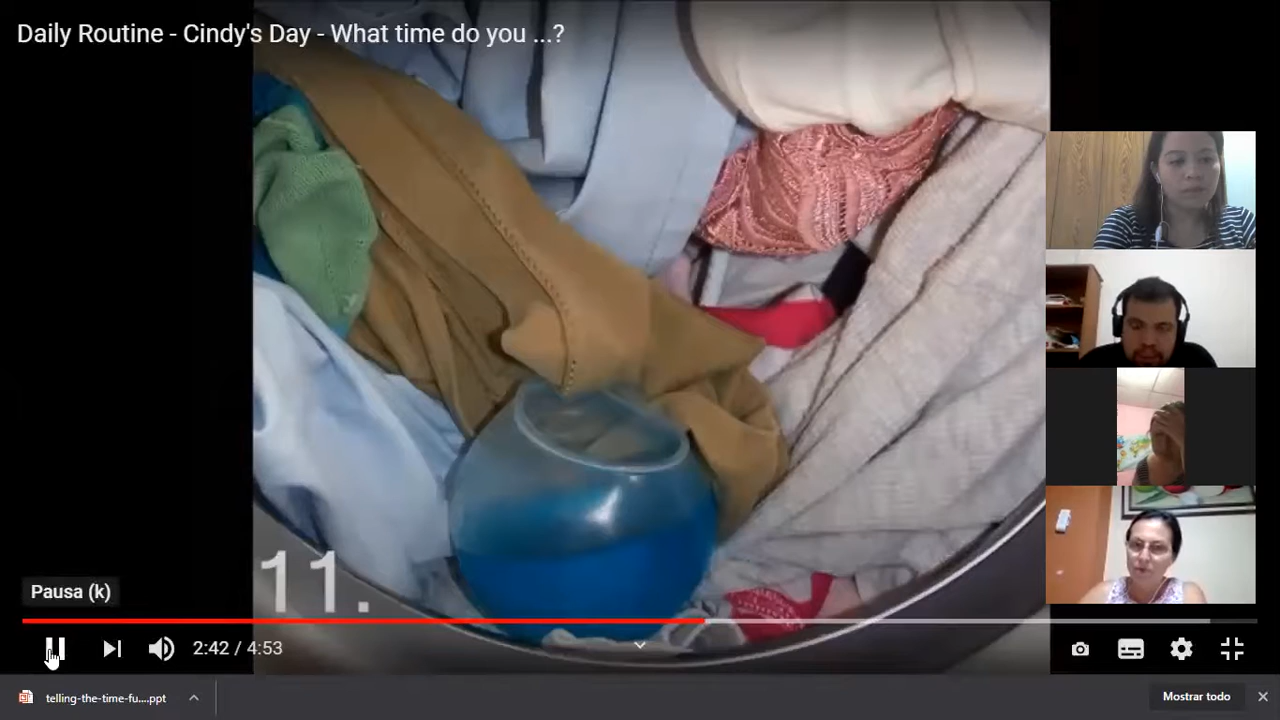 Daily Routine - Cindy's Day - What time do you ...?
11.
Pausa (k)
2:42 / 4:53
telling-the-time-fu....ppt
Mostrar todo